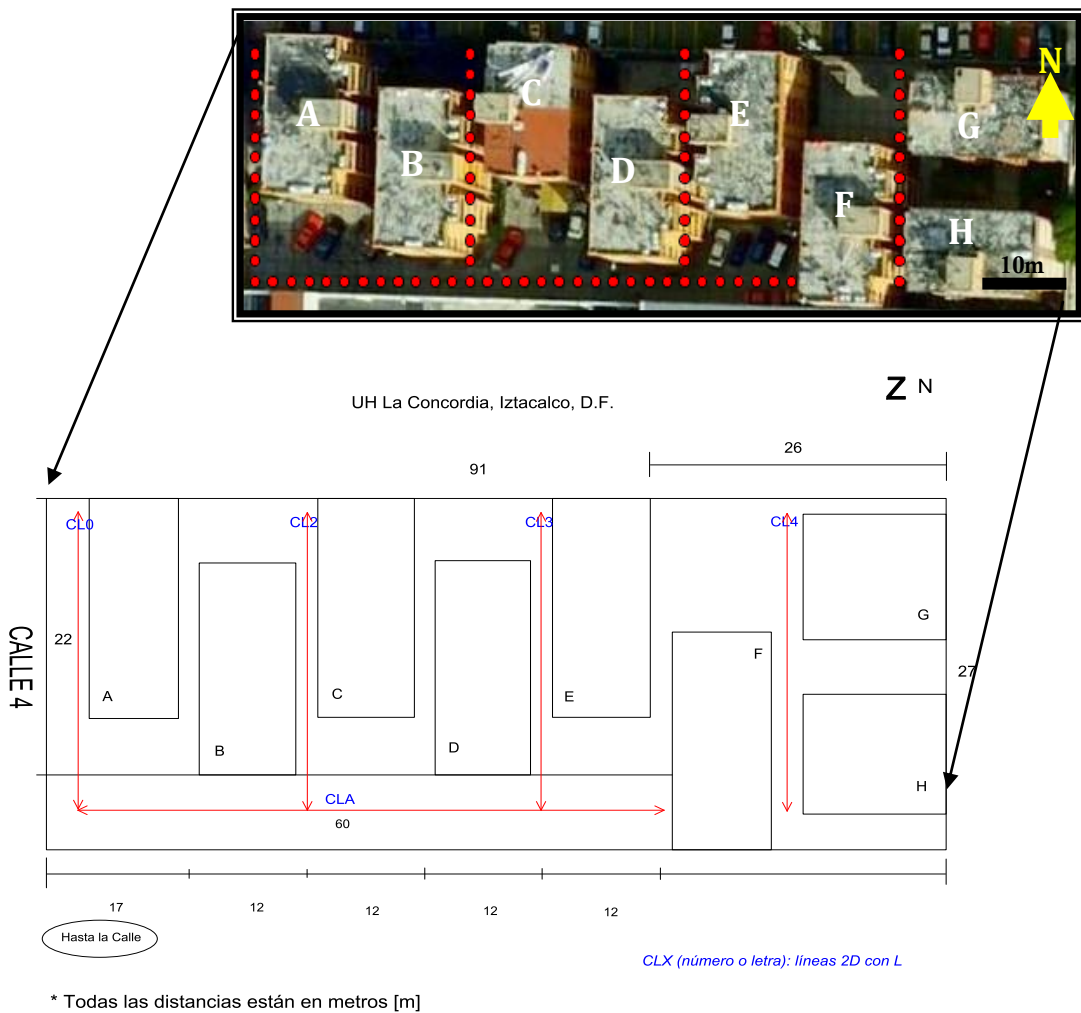 N
A
B
C
D
E
F
G
H
10m
Z N
UH La Concordia, Iztacalco, D.F.
26
91
CL0
CL2
CL3
CL4
CALLE 4
22
27
A
B
C
D
E
F
G
H
CLA
60
17
12
12
12
12
Hasta la Calle
CLX (número o letra): líneas 2D con L
* Todas las distancias están en metros [m]